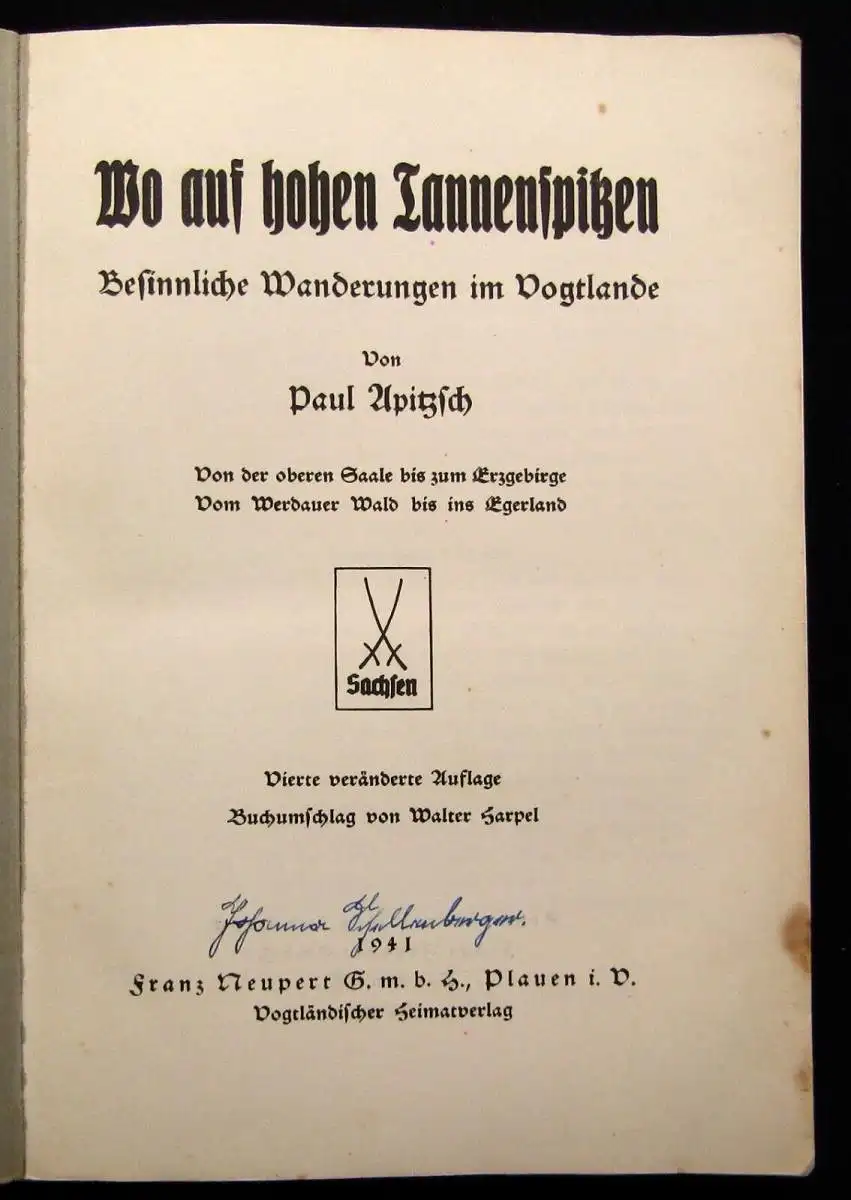 Wo auf hohen Tannenspitzen
Besinnliche Wanderungen im Vogtlande
Von
Paul Apitzsch
Von der oberen Saale bis zum Erzgebirge
Vom Werdauer Wald bis ins Egerland
Sachsen
Vierte veränderte Auflage
Buchumschlag von Walter Harpel
Johanna Schellenberger.
1941
Franz Neupert G. m. b. H., Plauen i. V.
Vogtländischer Heimatverlag